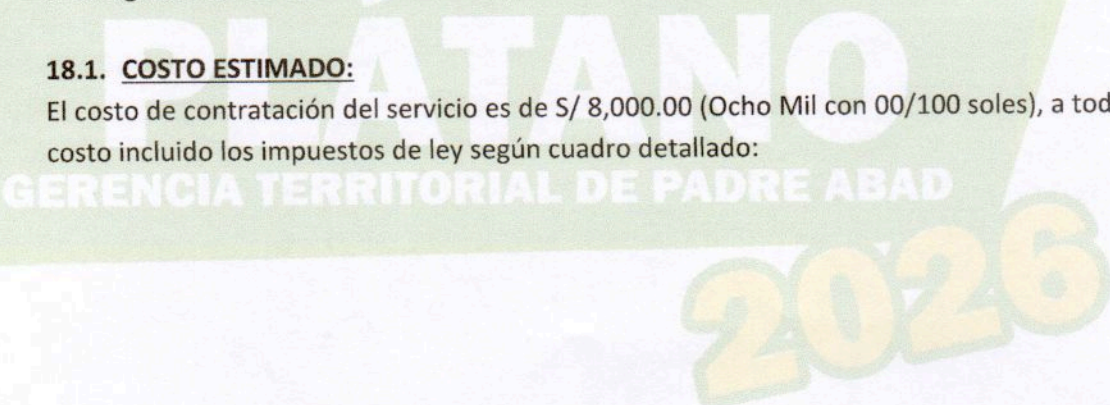 PLÁTANO
18.1. COSTO ESTIMADO:
El costo de contratación del servicio es de S/ 8,000.00 (Ocho Mil con 00/100 soles), a tod
costo incluido los impuestos de ley según cuadro detallado:
GERENCIA TERRITORIAL DE PADRE ABAD
2026